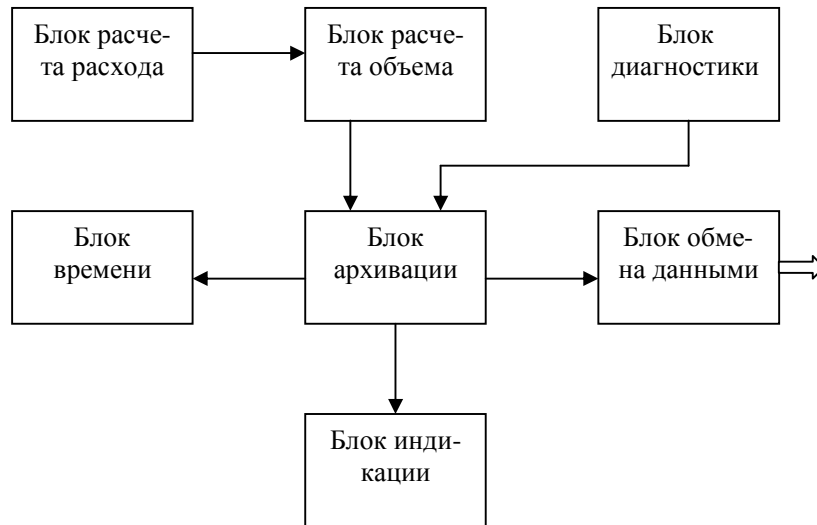 Блок расче-
та расхода
Блок расче-
та объема
Блок
диагностики
Блок
времени
Блок
архивации
Блок обме-
на данными
Блок инди-
кации